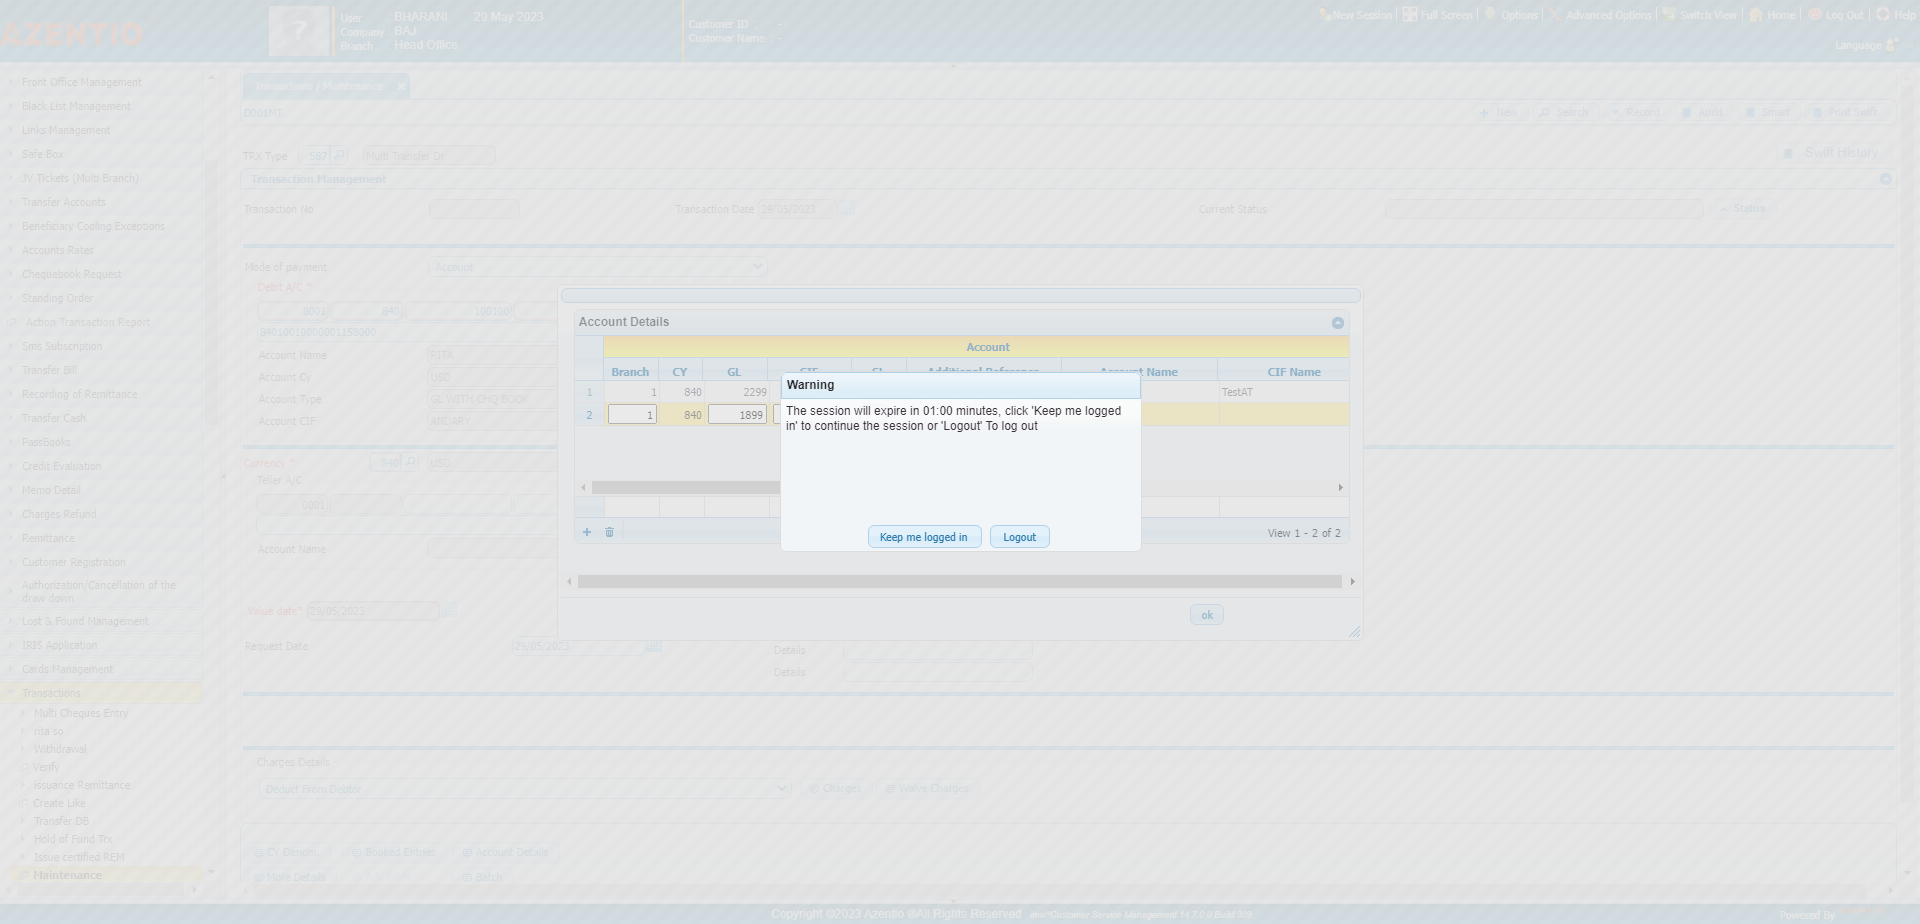 AZENTIO
User BHARANI 29 May 2023
Company BAJ
Branch Head Office
Customer ID -
Customer Name -
New Session Full Screen Options Advanced Options Switch View Home Log Out Help
Language
Front Office Management
Black List Management
Links Management
Safe Box
JV Tickets (Multi Branch)
Transfer Accounts
Beneficiary Cooling Exceptions
Accounts Rates
Chequebook Request
Standing Order
Action Transaction Report
Sms Subscription
Transfer Bill
Recording of Remittance
Transfer Cash
PassBooks
Credit Evaluation
Memo Detail
Charges Refund
Remittance
Customer Registration
Authorization/Cancellation of the
draw down
Lost & Found Management
IRIS Application
Cards Management
Transactions
Multi Cheques Entry
rita so
Withdrawal
Verify
issuance Remittance
Create Like
Transfer DB
Hold of Fund Trx
Issue certified REM
Maintenance
Transactions / Maintenance
D001MT
New Search Record Audit Smart Print Swift
TRX Type 587 Multi Transfer Dr
Swift History
Transaction Management
Transaction No Transaction Date 29/05/2023 Current Status Status
Mode of payment Account
Debit A/C *
0001 840 100100
Account Name RITA
Account Cy USD
Account Type GL WITH CHQ BOOK
Account CIF ANDARY
Currency * 840 USD
Teller A/C
0001
Account Name
Value date* 29/05/2023
Request Date 29/05/2023
Details
Details
Charges Details
Deduct From Debtor Charges Waive Charges
CY Denom. Booked Entries Account Details
More Details Batch
Account Details
Account
Branch CY GL CIF SL Additional Reference Account Name CIF Name
1 1 840 2299 TestAT
2 1 840 1899
View 1 - 2 of 2
ok
Warning
The session will expire in 01:00 minutes, click 'Keep me logged
in' to continue the session or 'Logout' To log out
Keep me logged in Logout
Copyright ©2023 Azentio ®All Rights Reserved
Powered By